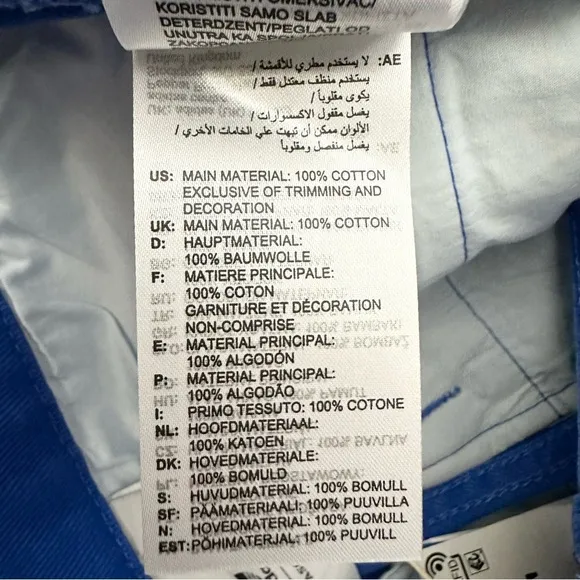 KORISTITI SAMO SLAB
DETERDZENT/PEGLATI OD
UNUTRA KA
AE: لا يستخدم مطري للأقمشة /
يستخدم منظف معتدل فقط /
يكوى مقلوباً /
يغسل مقفول الاكسسوارات /
الألوان ممكن أن تبهت علي الخامات الأخري /
يغسل منفصل ومقلوباً
US: MAIN MATERIAL: 100% COTTON
EXCLUSIVE OF TRIMMING AND
DECORATION
UK: MAIN MATERIAL: 100% COTTON
D: HAUPTMATERIAL:
100% BAUMWOLLE
F: MATIERE PRINCIPALE:
100% COTON
GARNITURE ET DÉCORATION
NON-COMPRISE
E: MATERIAL PRINCIPAL:
100% ALGODÓN
P: MATERIAL PRINCIPAL:
100% ALGODÃO
I: PRIMO TESSUTO: 100% COTONE
NL: HOOFDMATERIAAL:
100% KATOEN
DK: HOVEDMATERIALE:
100% BOMULD
S: HUVUDMATERIAL: 100% BOMULL
SF: PÄÄMATERIAALI: 100% PUUVILLA
N: HOVEDMATERIAL: 100% BOMULL
EST: PÕHIMATERJAL: 100% PUUVILL